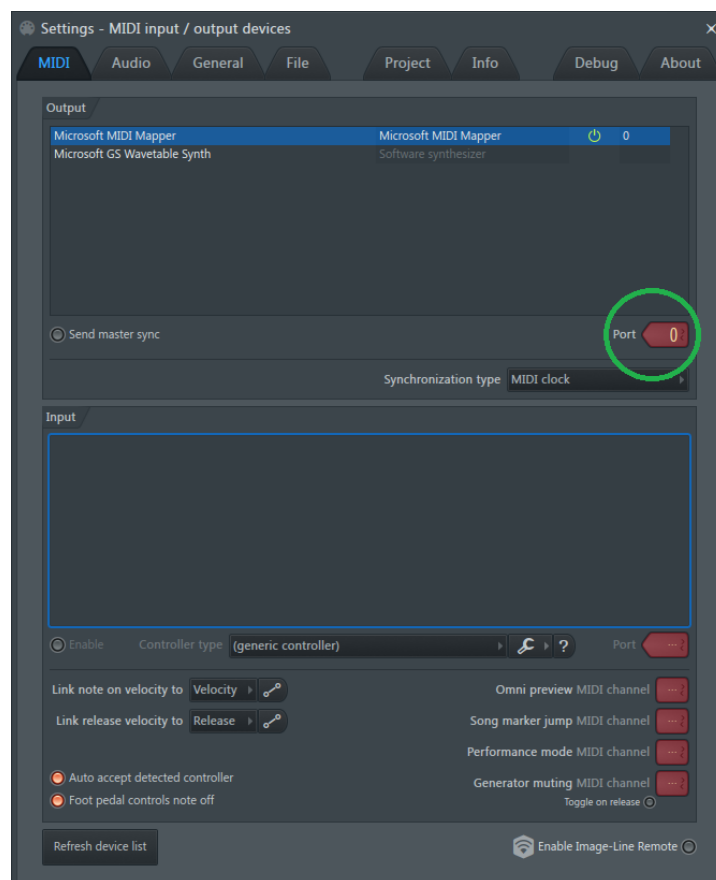 Settings - MIDI input / output devices
MIDI Audio General File Project Info Debug About
Output
Microsoft MIDI Mapper Microsoft MIDI Mapper 0
Microsoft GS Wavetable Synth Software synthesizer
Send master sync Port 0
Synchronization type MIDI clock
Input
Enable Controller type (generic controller) ? Port ---
Link note on velocity to Velocity Omni preview MIDI channel ---
Link release velocity to Release Song marker jump MIDI channel ---
Performance mode MIDI channel ---
Auto accept detected controller Generator muting MIDI channel ---
Foot pedal controls note off Toggle on release
Refresh device list Enable Image-Line Remote